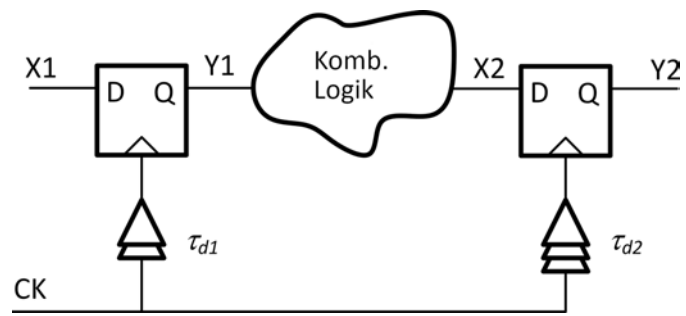 X1
D Q
Y1
Komb.
Logik
X2
D Q
Y2
τd1
τd2
CK